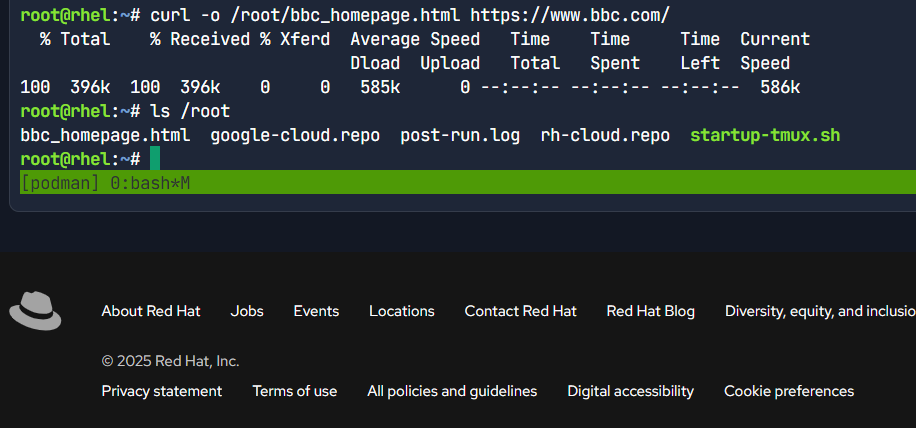 root@rhel:~# curl -o /root/bbc_homepage.html https://www.bbc.com/
  % Total    % Received % Xferd  Average Speed   Time    Time     Time  Current
                                 Dload  Upload   Total   Spent    Left  Speed
100  396k  100  396k    0     0   585k      0 --:--:-- --:--:-- --:--:--  586k
root@rhel:~# ls /root
bbc_homepage.html  google-cloud.repo  post-run.log  rh-cloud.repo  startup-tmux.sh
root@rhel:~#
[podman] 0:bash*M
About Red Hat Jobs Events Locations Contact Red Hat Red Hat Blog Diversity, equity, and inclusio
© 2025 Red Hat, Inc.
Privacy statement Terms of use All policies and guidelines Digital accessibility Cookie preferences